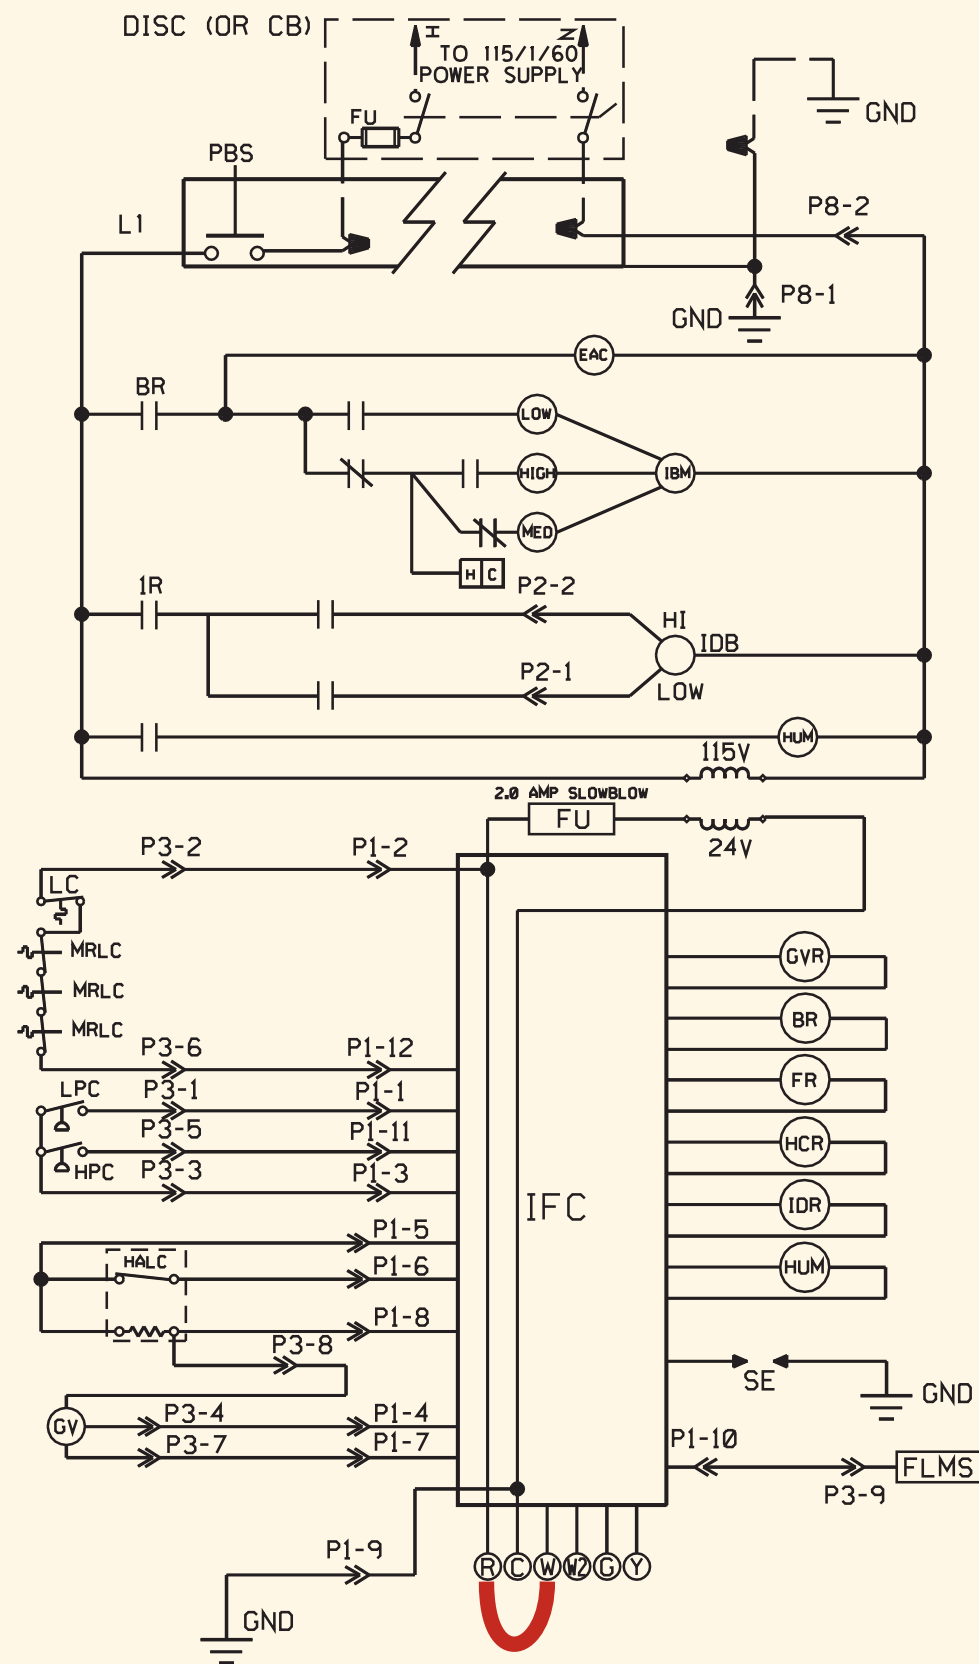 DISC (OR CB)
H
N
TO 115/1/60
POWER SUPPLY
FU
GND
PBS
L1
P8-2
P8-1
GND
EAC
BR
LOW
HIGH
IBM
MED
H C
1R
P2-2
HI
IDB
P2-1
LOW
HUM
115V
2.0 AMP SLOWBLOW
FU
24V
P3-2
P1-2
LC
MRLC
MRLC
MRLC
GVR
BR
P3-6
P1-12
LPC
P3-1
P1-1
FR
P3-5
P1-11
HCR
HPC
P3-3
P1-3
IFC
IDR
P1-5
HALC
P1-6
HUM
P1-8
P3-8
SE
GND
P3-4
P1-4
GV
P3-7
P1-7
P1-10
FLMS
P3-9
P1-9
R C W W2 G Y
GND